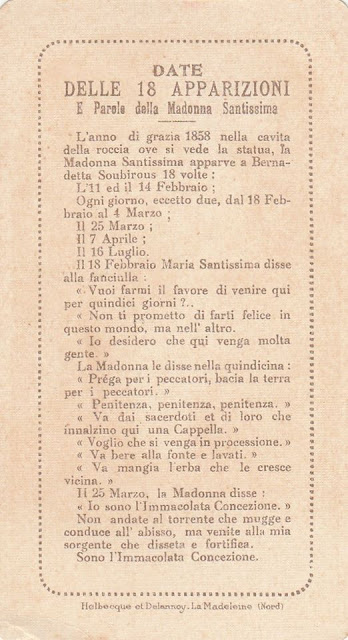 DATE
DELLE 18 APPARIZIONI
E Parole della Madonna Santissima
L'anno di grazia 1858 nella cavita
della roccia ove si vede la statua, la
Madonna Santissima apparve a Berna-
detta Soubirous 18 volte :
L'11 ed il 14 Febbraio ;
Ogni giorno, eccetto due, dal 18 Feb-
braio al 4 Marzo ;
Il 25 Marzo ;
Il 7 Aprile ;
Il 16 Luglio.
Il 18 Febbraio Maria Santissima disse
alla fanciulla :
« Vuoi farmi il favore di venire qui
per quindici giorni ?..
« Non ti prometto di farti felice in
questo mondo, ma nell' altro.
« Io desidero che qui venga molta
gente. »
La Madonna le disse nella quindicina :
« Préga per i peccatori, bacia la terra
per i peccatori. »
« Penitenza, penitenza, penitenza. »
« Va dai sacerdoti et di loro che
innalzino qui una Cappella. »
« Voglio che si venga in processione. »
« Va bere alla fonte e lavati. »
« Va mangia l'erba che le cresce
vicina. »
Il 25 Marzo, la Madonna disse :
« Io sono l'Immacolata Concezione. »
Non andate al torrente che mugge e
conduce all' abisso, ma venite alla mia
sorgente che disseta e fortifica.
Sono l'Immacolata Concezione.
Holbecque et Delannoy. La Madeleine (Nord)